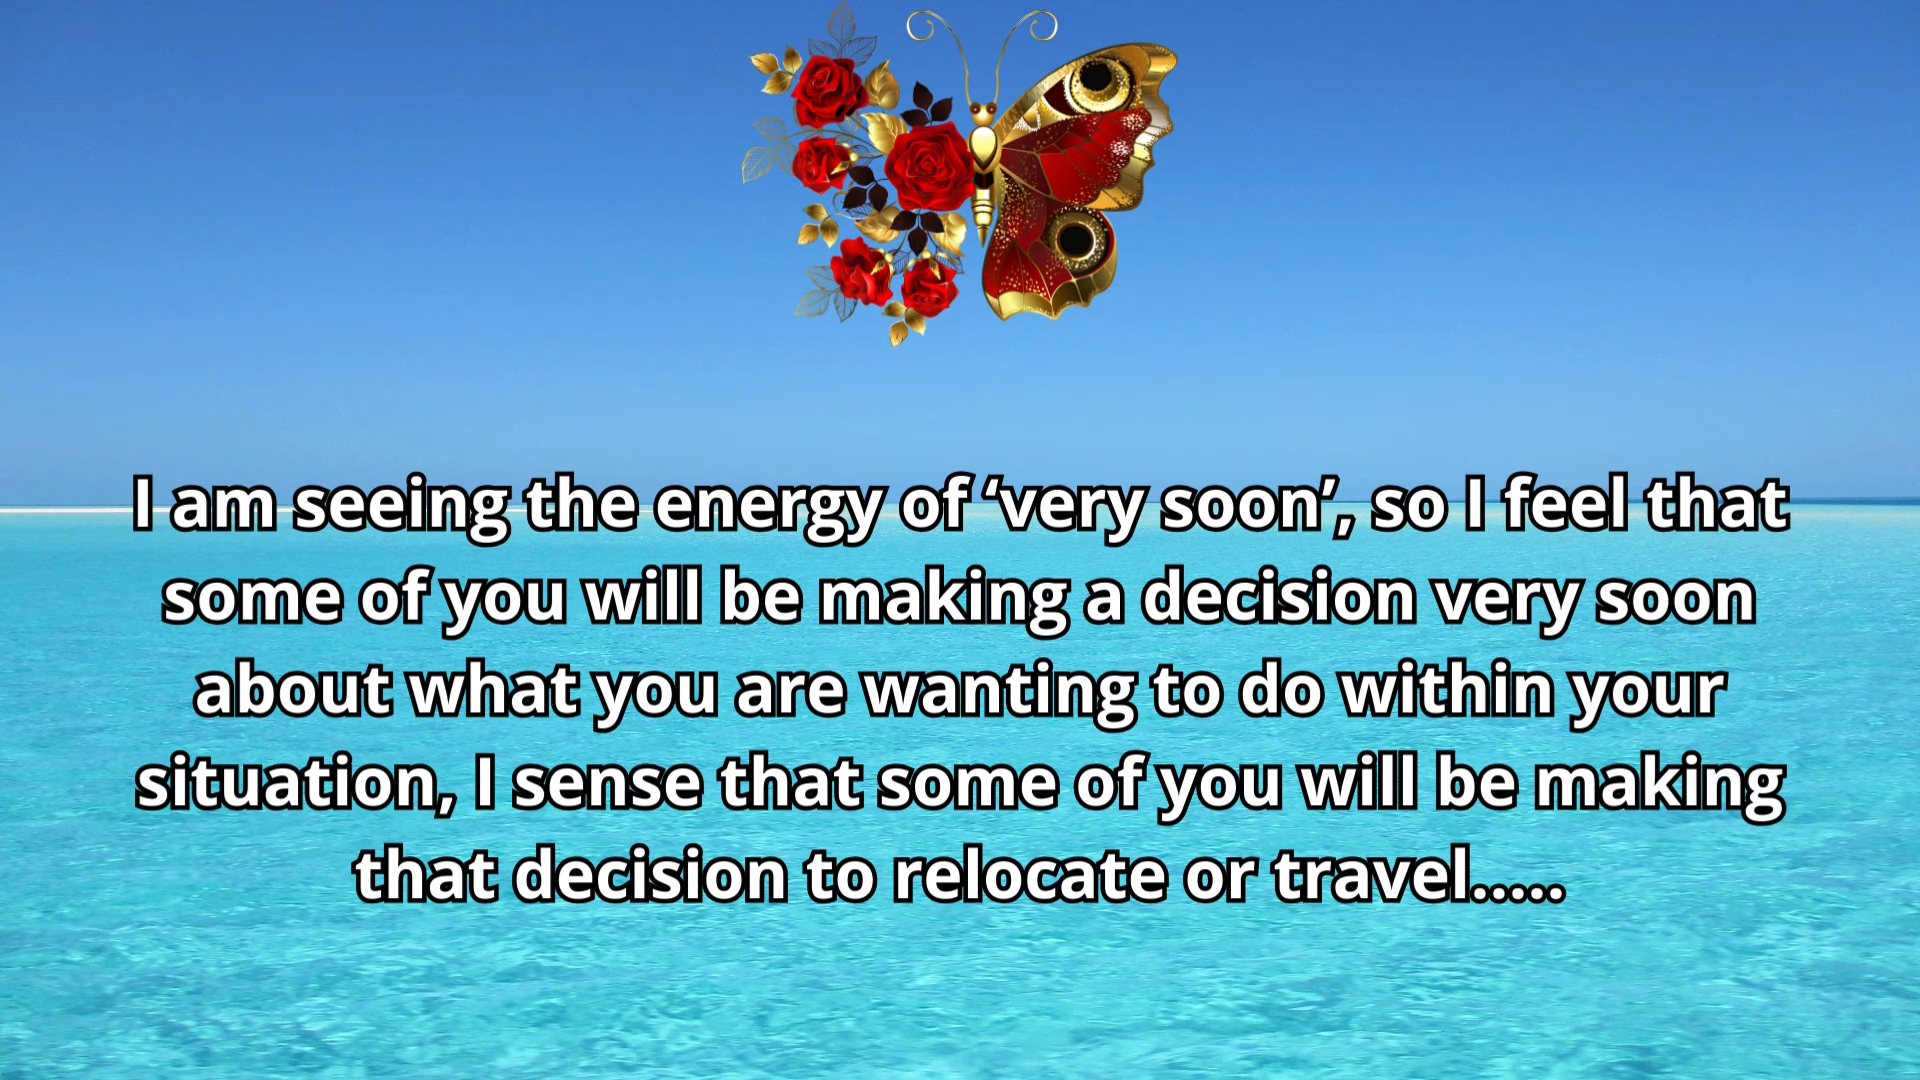 I am seeing the energy of ‘very soon’, so I feel that
some of you will be making a decision very soon
about what you are wanting to do within your
situation, I sense that some of you will be making
that decision to relocate or travel.....